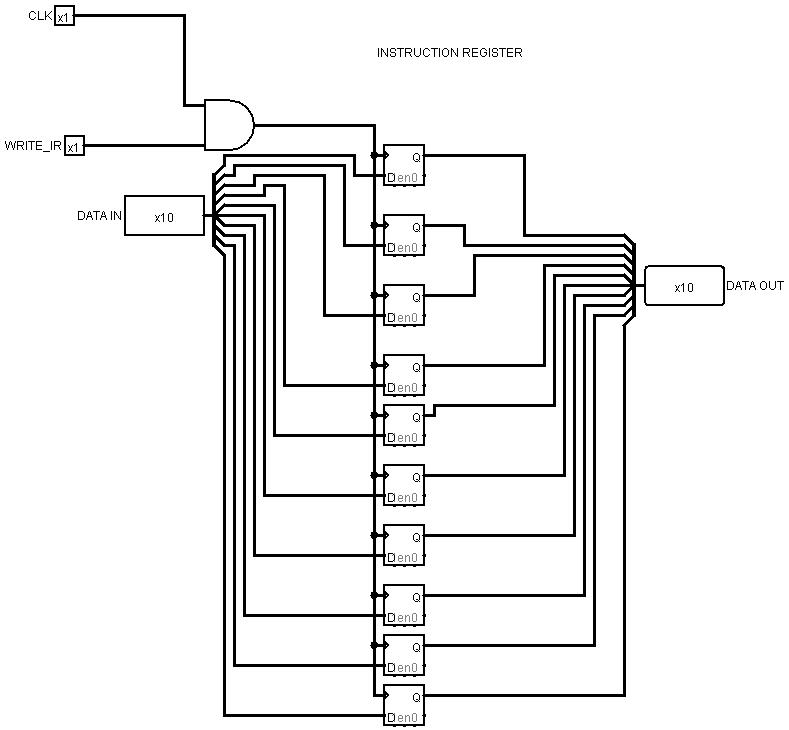 CLK x1
INSTRUCTION REGISTER
WRITE_IR x1
DATA IN x10
Q
D en 0
Q
D en 0
Q
D en 0
x10 DATA OUT
Q
D en 0
Q
D en 0
Q
D en 0
Q
D en 0
Q
D en 0
Q
D en 0
Q
D en 0